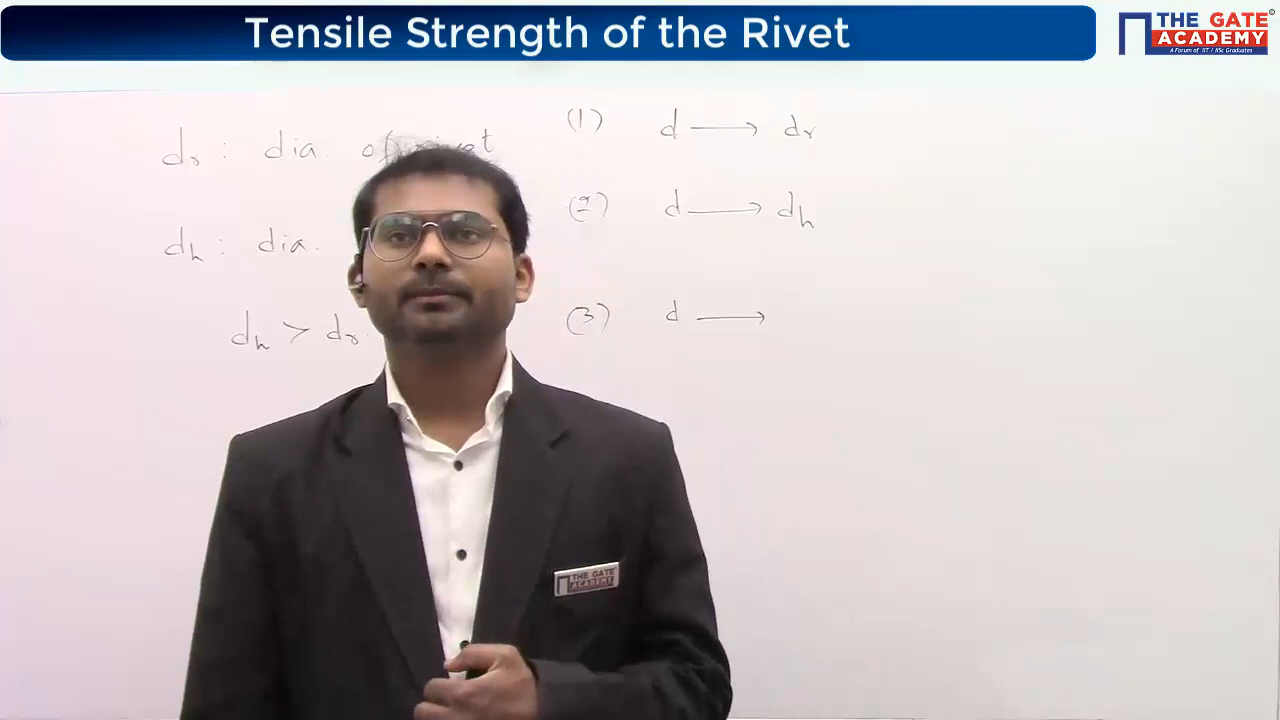 Tensile Strength of the Rivet
THE GATE
ACADEMY
A Forum of IIT / IISc Graduates
dr : dia. of rivet
dh : dia.
dh > dr
(1) d → dr
(2) d → dh
(3) d →
THE GATE
ACADEMY